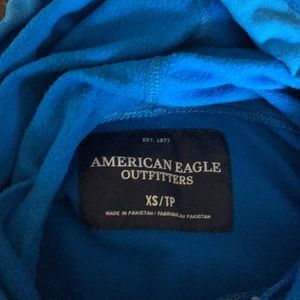 EST. 1977
AMERICAN EAGLE
OUTFITTERS
XS/TP
MADE IN PAKISTAN / FABRIQUÉ AU PAKISTAN